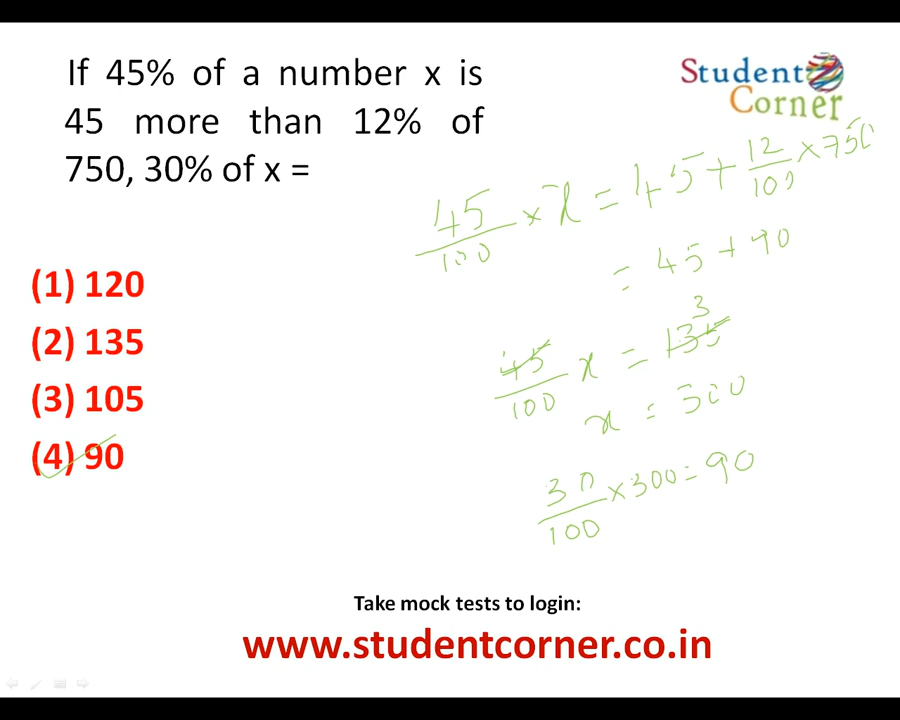 If 45% of a number x is
45 more than 12% of
750, 30% of x =
Student
Corner
45/100 × x = 45 + 12/100 × 750
= 45 + 90
45/100 x = 135 3
x = 300
30/100 × 300 = 90
(1) 120
(2) 135
(3) 105
(4) 90
Take mock tests to login:
www.studentcorner.co.in